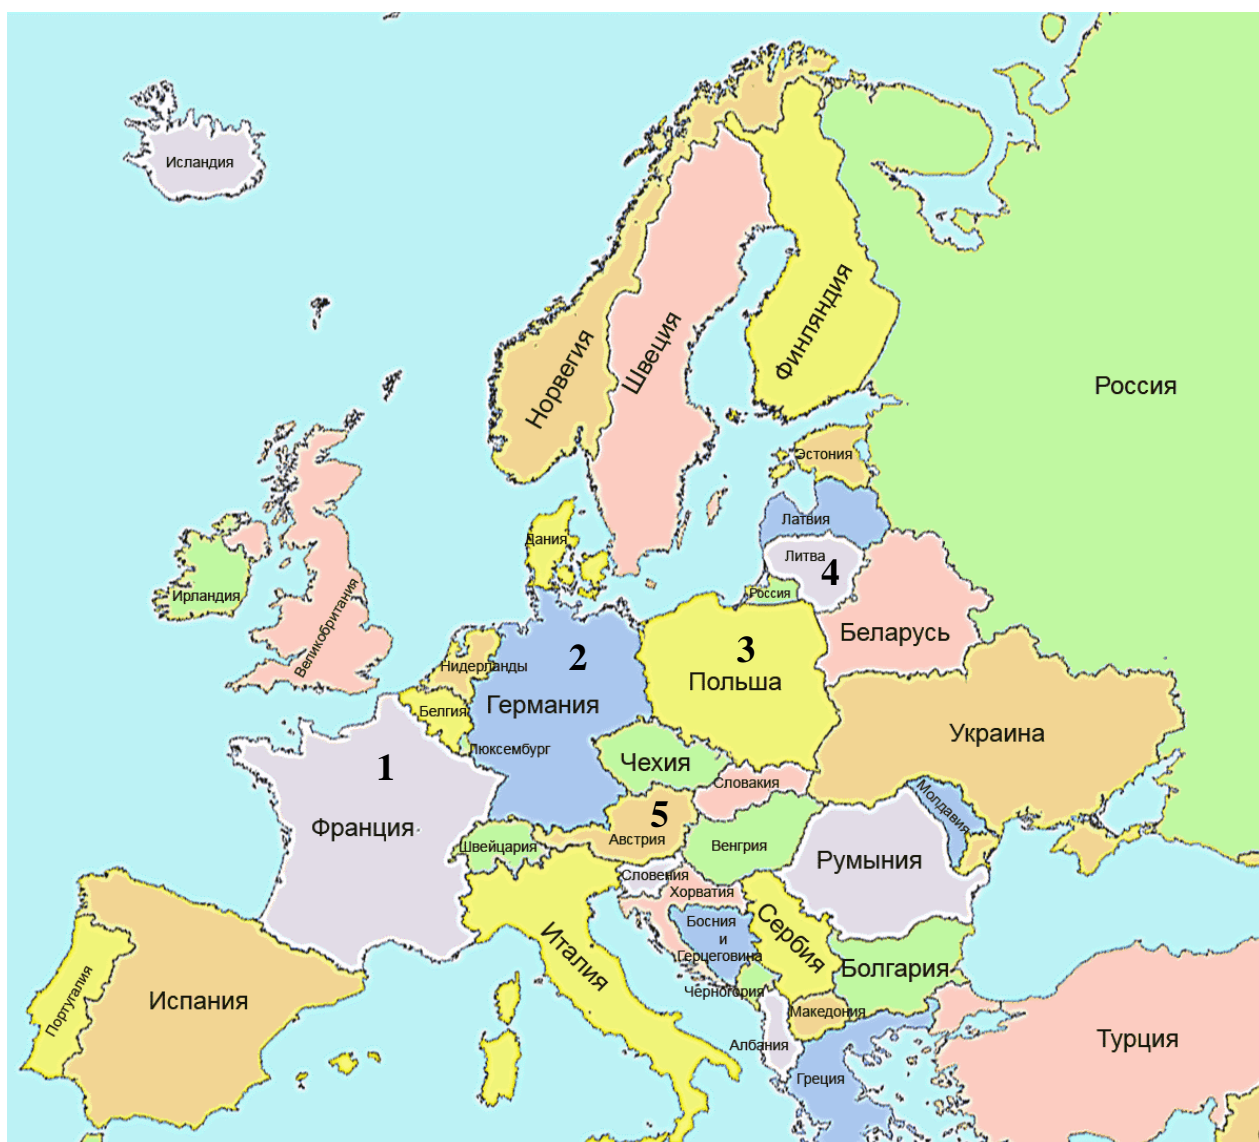 Исландия
Финляндия
Швеция
Норвегия
Россия
Эстония
Латвия
Дания
Литва
4
Россия
Ирландия
Великобритания
Беларусь
Нидерланды
2
Германия
3
Польша
Белгия
Люксембург
Украина
1
Франция
Чехия
Словакия
Молдавия
5
Австрия
Швейцария
Венгрия
Румыния
Словения
Хорватия
Босния
и
Герцеговина
Сербия
Италия
Болгария
Португалия
Испания
Черногория
Македония
Албания
Турция
Греция